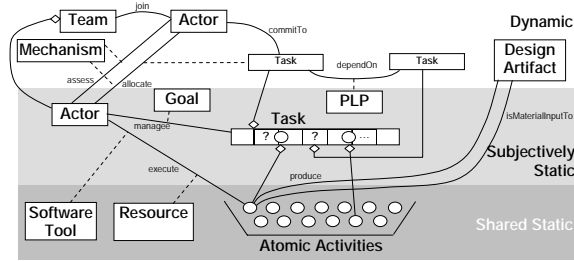 Team
join
Actor
Dynamic
commitTo
Mechanism
Task
dependOn
Task
Design
Artifact
assess
allocate
Goal
PLP
Actor
Task
isMaterialInputTo
managee
? ? ...
Subjectively
Static
execute
produce
Software
Tool
Resource
Shared Static
Atomic Activities